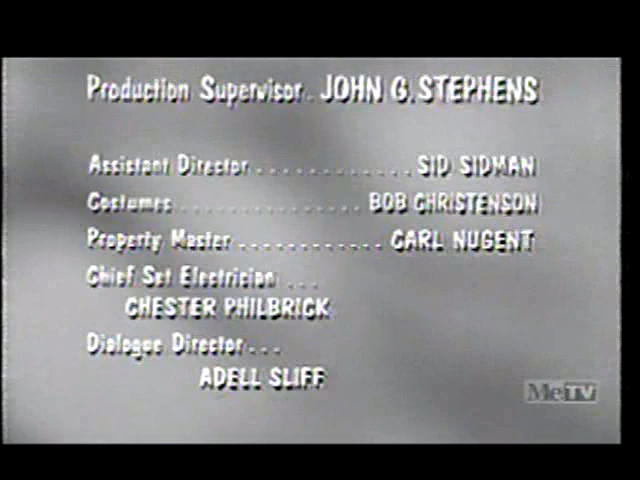 Production Supervisor. JOHN G. STEPHENS
Assistant Director . . . . . . . . . . . . SID SIDMAN
Costumes . . . . . . . . . . . . . . . BOB CHRISTENSON
Property Master . . . . . . . . . . . . CARL NUGENT
Chief Set Electrician . . .
CHESTER PHILBRICK
Dialogue Director . . .
ADELL SLIFF
MeTV